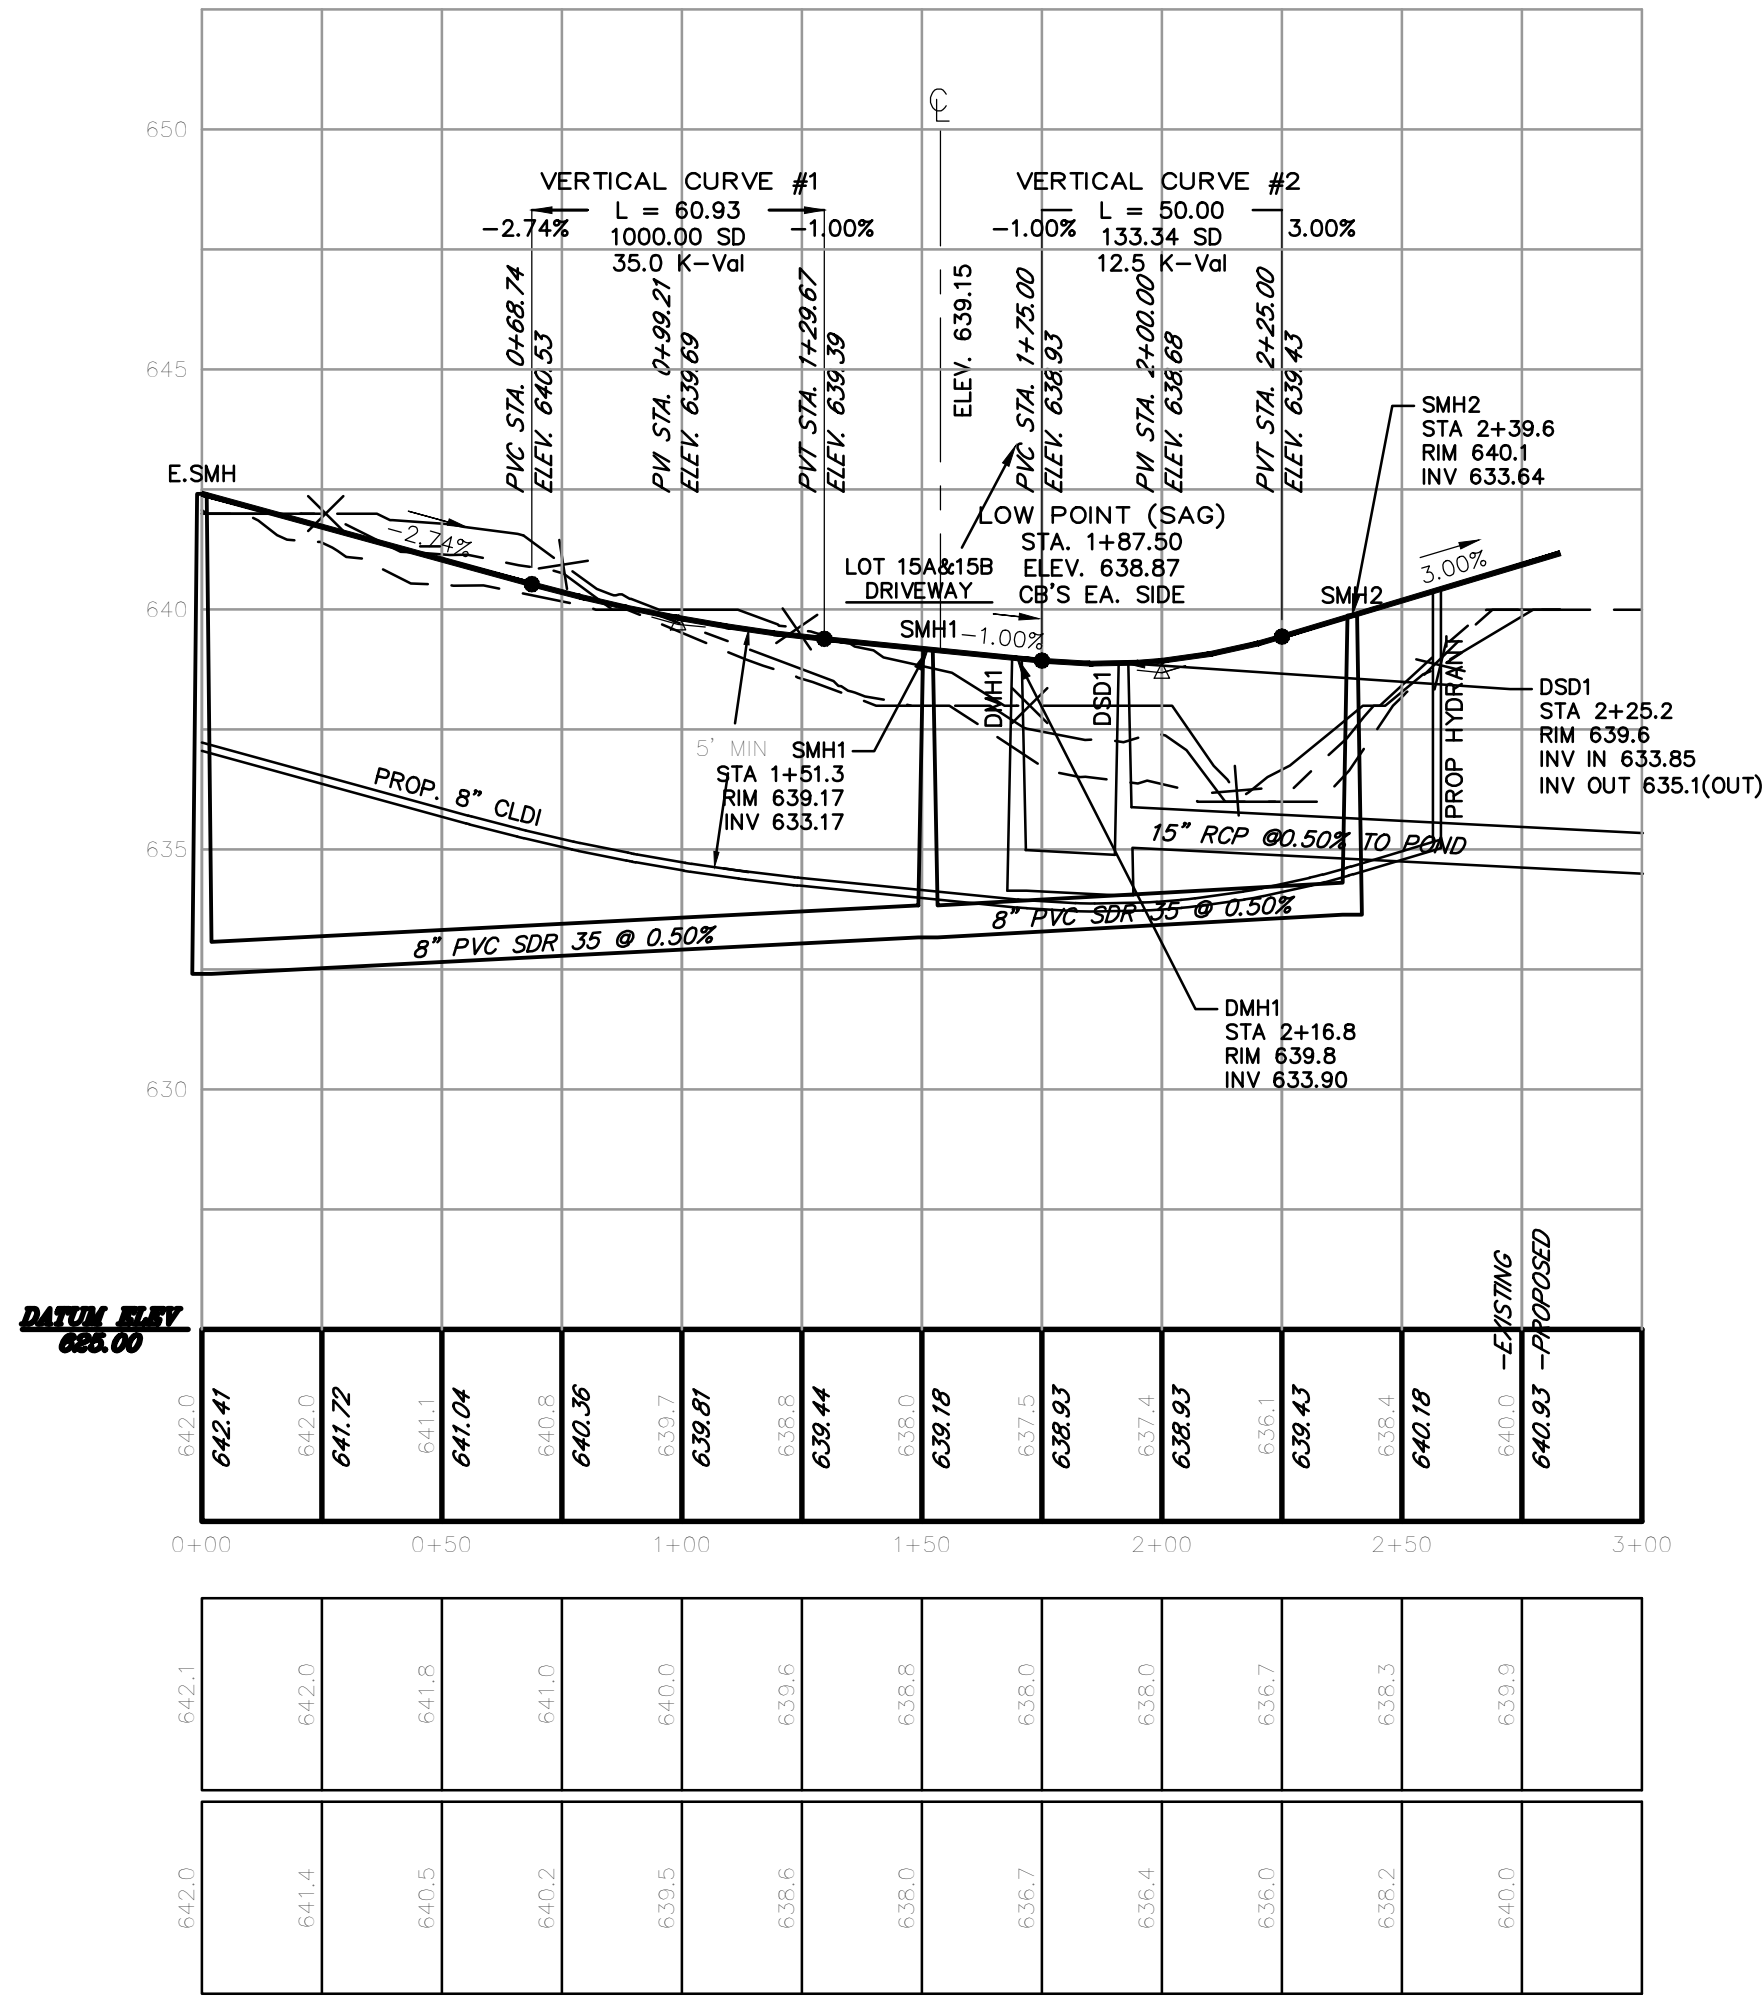 ℄
650
645
640
635
630
VERTICAL CURVE #1
L = 60.93
-2.74%
1000.00 SD
-1.00%
35.0 K-Val
VERTICAL CURVE #2
L = 50.00
-1.00%
133.34 SD
3.00%
12.5 K-Val
PVC STA. 0+68.74
ELEV. 640.53
PVI STA. 0+99.21
ELEV. 639.69
PVT STA. 1+29.67
ELEV. 639.39
ELEV. 639.15
PVC STA. 1+75.00
ELEV. 638.93
PVI STA. 2+00.00
ELEV. 638.68
PVT STA. 2+25.00
ELEV. 639.43
SMH2
STA 2+39.6
RIM 640.1
INV 633.64
E.SMH
-2.74%
LOW POINT (SAG)
STA. 1+87.50
ELEV. 638.87
CB'S EA. SIDE
LOT 15A&15B
DRIVEWAY
3.00%
SMH2
SMH1
-1.00%
DMH1
DSD1
PROP HYDRANT
DSD1
STA 2+25.2
RIM 639.6
INV IN 633.85
INV OUT 635.1(OUT)
5' MIN
SMH1
STA 1+51.3
RIM 639.17
INV 633.17
PROP. 8" CLDI
15" RCP @0.50% TO POND
8" PVC SDR 35 @ 0.50%
8" PVC SDR 35 @ 0.50%
DMH1
STA 2+16.8
RIM 639.8
INV 633.90
-EXISTING
-PROPOSED
DATUM ELEV
625.00
642.0
642.41
642.0
641.72
641.1
641.04
640.8
640.36
639.7
639.81
638.8
639.44
638.0
639.18
637.5
638.93
637.4
638.93
636.1
639.43
638.4
640.18
640.0
640.93
0+00
0+50
1+00
1+50
2+00
2+50
3+00
642.1
642.0
641.8
641.0
640.0
639.6
638.8
638.0
638.0
636.7
638.3
639.9
642.0
641.4
640.5
640.2
639.5
638.6
638.0
636.7
636.4
636.0
638.2
640.0